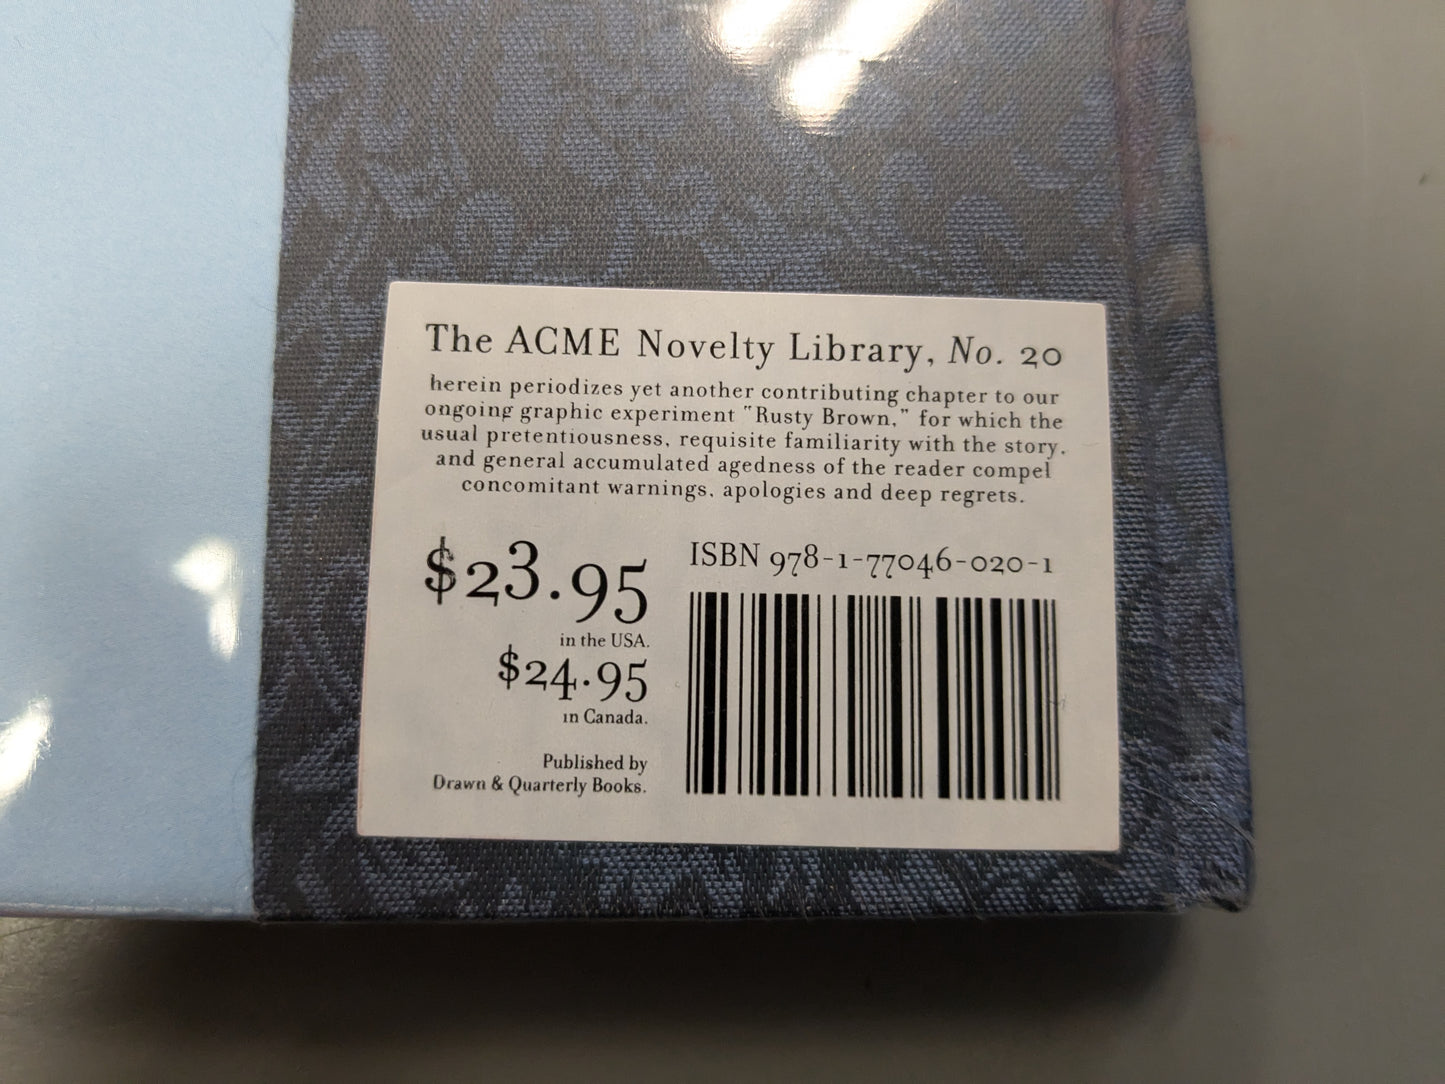 The ACME Novelty Library, No. 20
herein periodizes yet another contributing chapter to our
ongoing graphic experiment "Rusty Brown," for which the
usual pretentiousness, requisite familiarity with the story,
and general accumulated agedness of the reader compel
concomitant warnings, apologies and deep regrets.
$23.95
in the USA.
$24.95
in Canada.
Published by
Drawn & Quarterly Books.
ISBN 978-1-77046-020-1